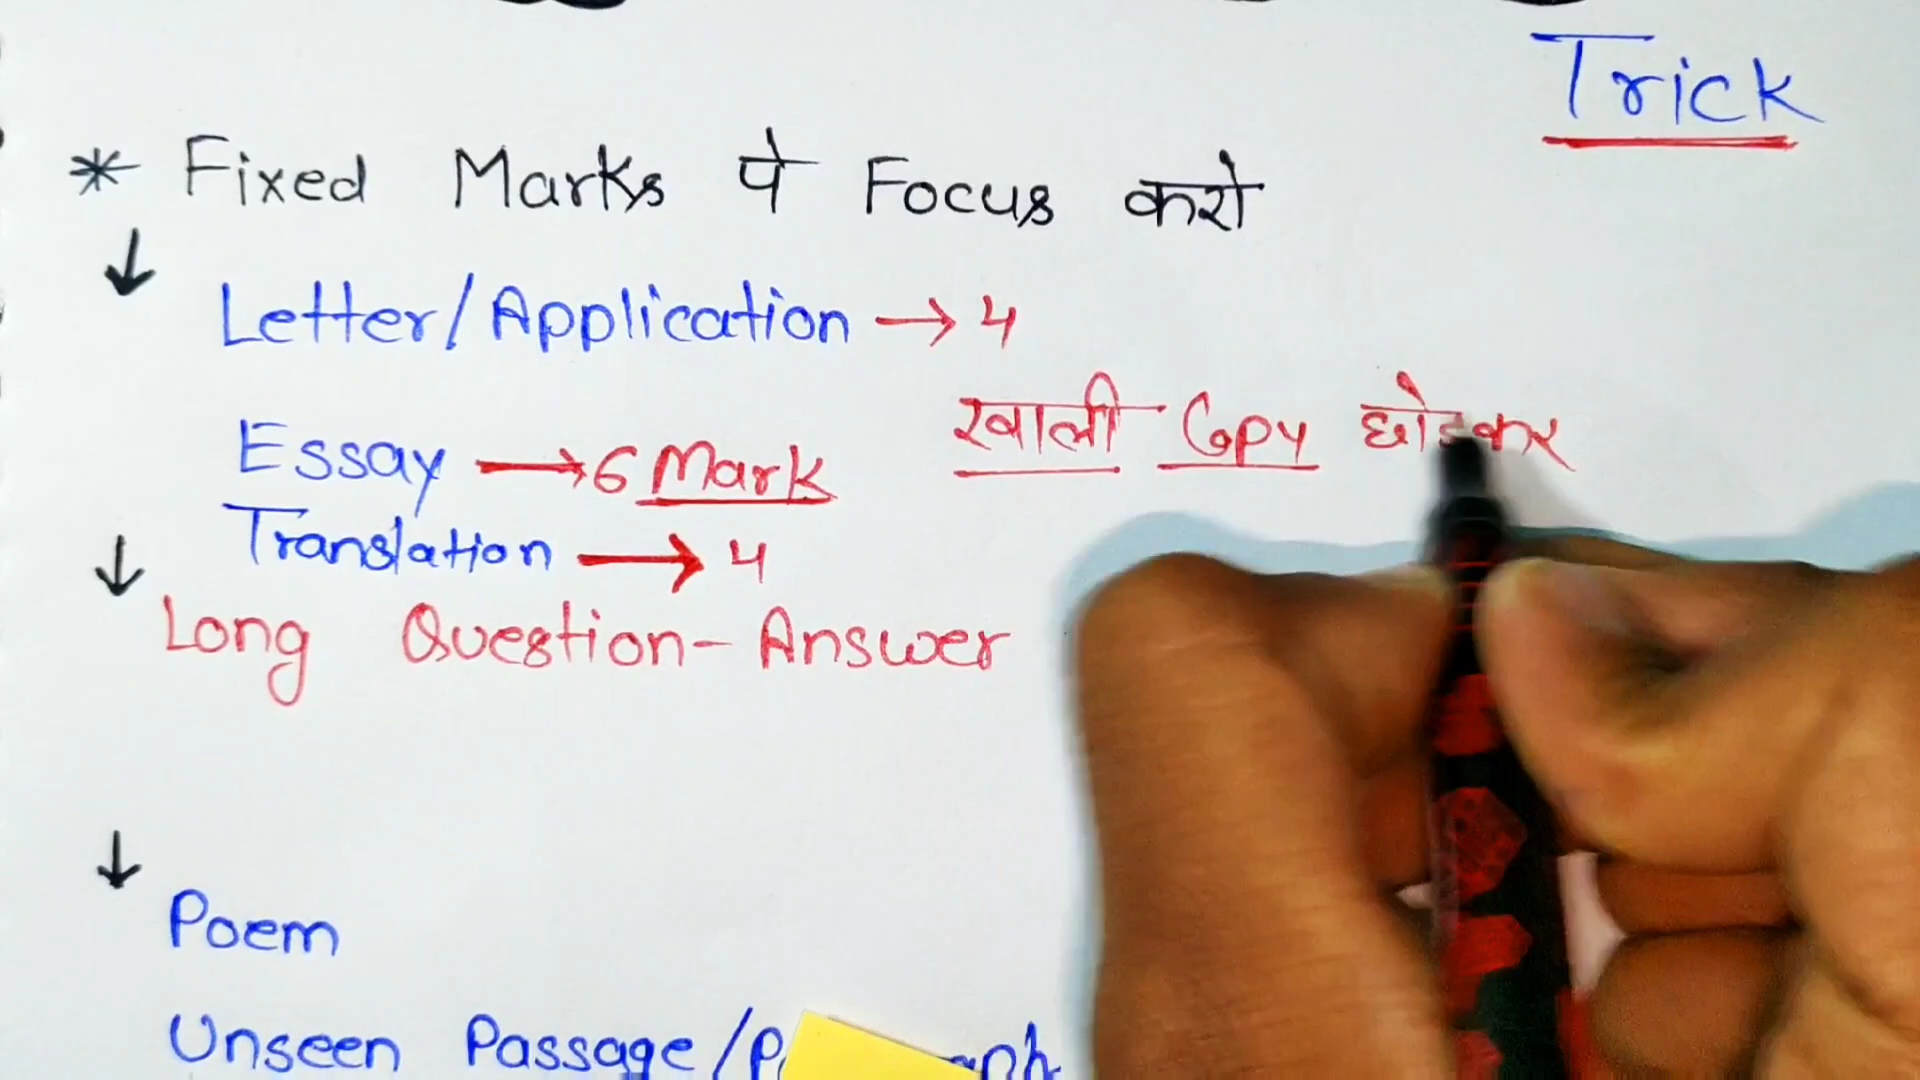 Trick
* Fixed Marks पे Focus करो
↓ Letter/Application → 4
खाली Copy छोड़कर
Essay → 6 Mark
↓ Translation → 4
Long Question-Answer
↓ Poem
Unseen Passage/